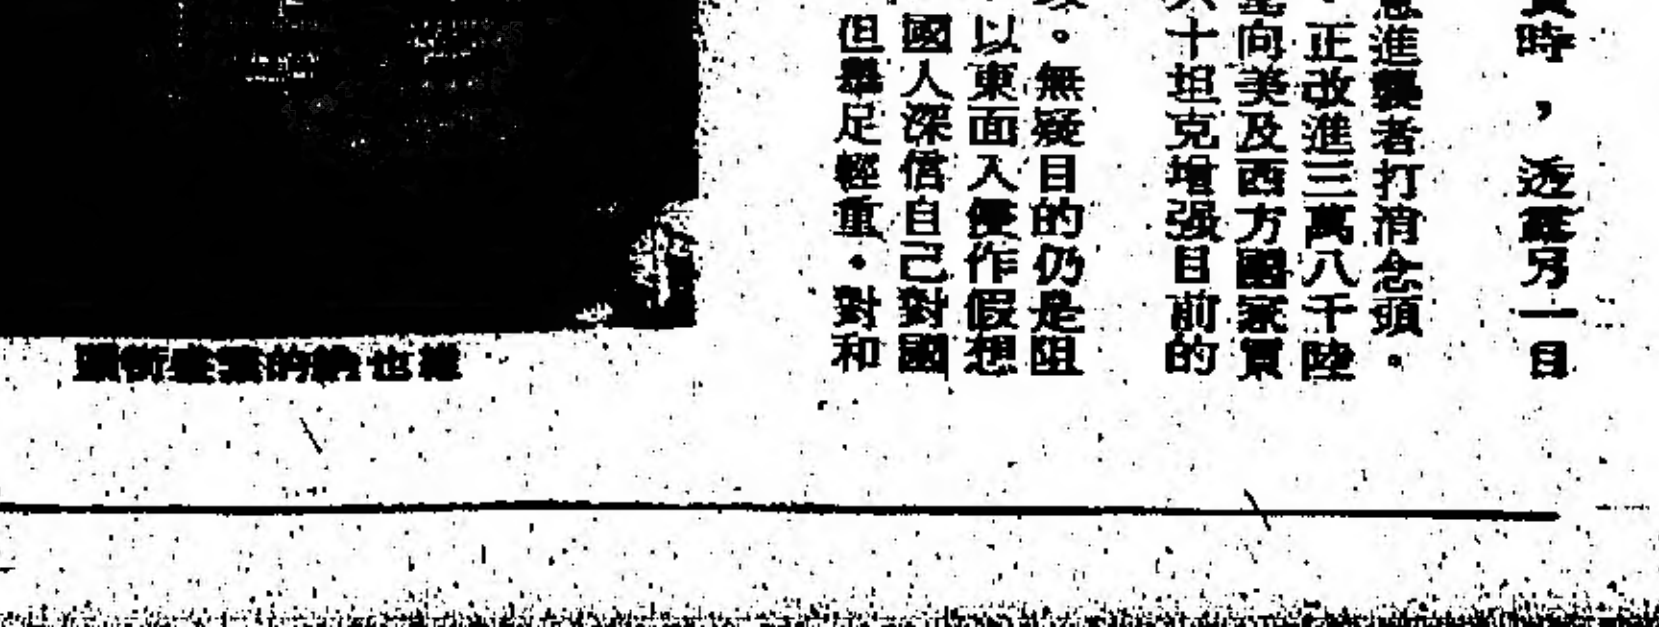 時，透露另一目
進襲者打消念頭。
正改進三萬八千陸
向美及西方國家買
十坦克增强目前的
。無疑目的仍是阻
以東面入侵作假想
國人深信自己對國
但舉足輕重。對和